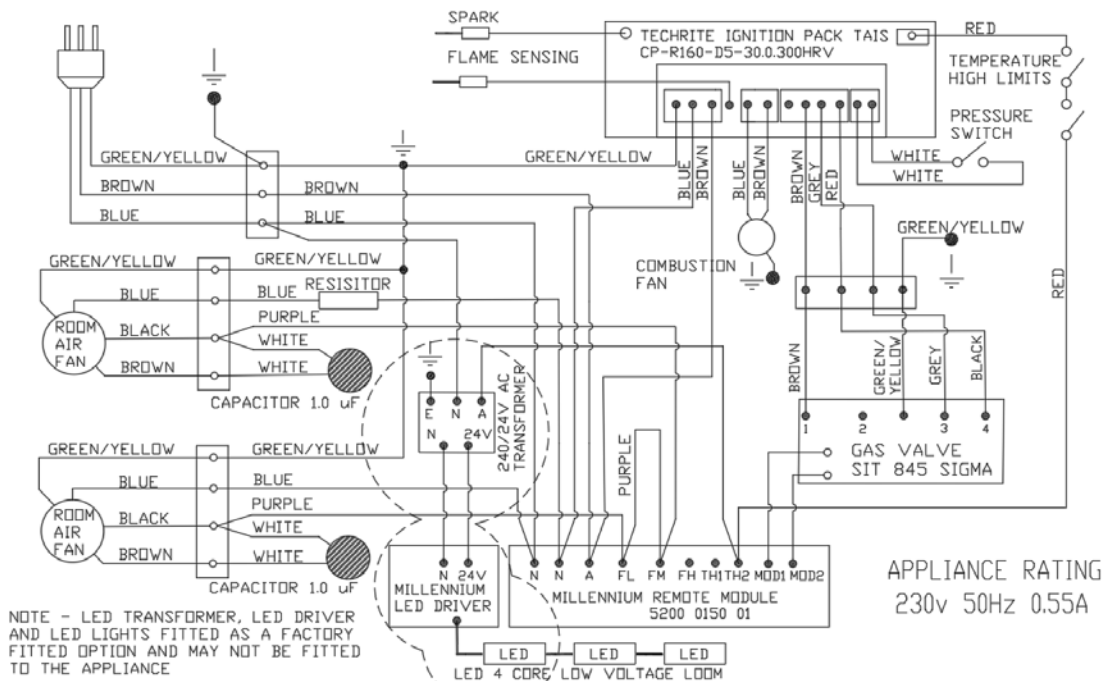 SPARK
FLAME SENSING
TECHRITE IGNITION PACK TAIS
CP-R160-D5-30.0.300HRV
RED
TEMPERATURE
HIGH LIMITS
PRESSURE
SWITCH
WHITE
WHITE
GREEN/YELLOW
BROWN
BLUE
BROWN
BLUE
GREEN/YELLOW
BLUE
BROWN
BLUE
BROWN
BROWN
GREY
RED
GREEN/YELLOW
COMBUSTION
FAN
RED
GREEN/YELLOW
BLUE
BLACK
BROWN
ROOM
AIR
FAN
GREEN/YELLOW
BLUE
RESISITOR
PURPLE
WHITE
WHITE
CAPACITOR 1.0 uF
E N A
N 24V
240/24V AC
TRANSFORMER
PURPLE
BROWN
GREEN/
YELLOW
GREY
BLACK
1 2 3 4
GAS VALVE
SIT 845 SIGMA
GREEN/YELLOW
BLUE
BLACK
BROWN
ROOM
AIR
FAN
GREEN/YELLOW
BLUE
PURPLE
WHITE
WHITE
CAPACITOR 1.0 uF
N 24V
MILLENNIUM
LED DRIVER
N N A FL FM FH TH1 TH2 MOD1 MOD2
MILLENNIUM REMOTE MODULE
5200 0150 01
LED LED LED
LED 4 CORE LOW VOLTAGE LOOM
APPLIANCE RATING
230v 50Hz 0.55A
NOTE - LED TRANSFORMER, LED DRIVER
AND LED LIGHTS FITTED AS A FACTORY
FITTED OPTION AND MAY NOT BE FITTED
TO THE APPLIANCE